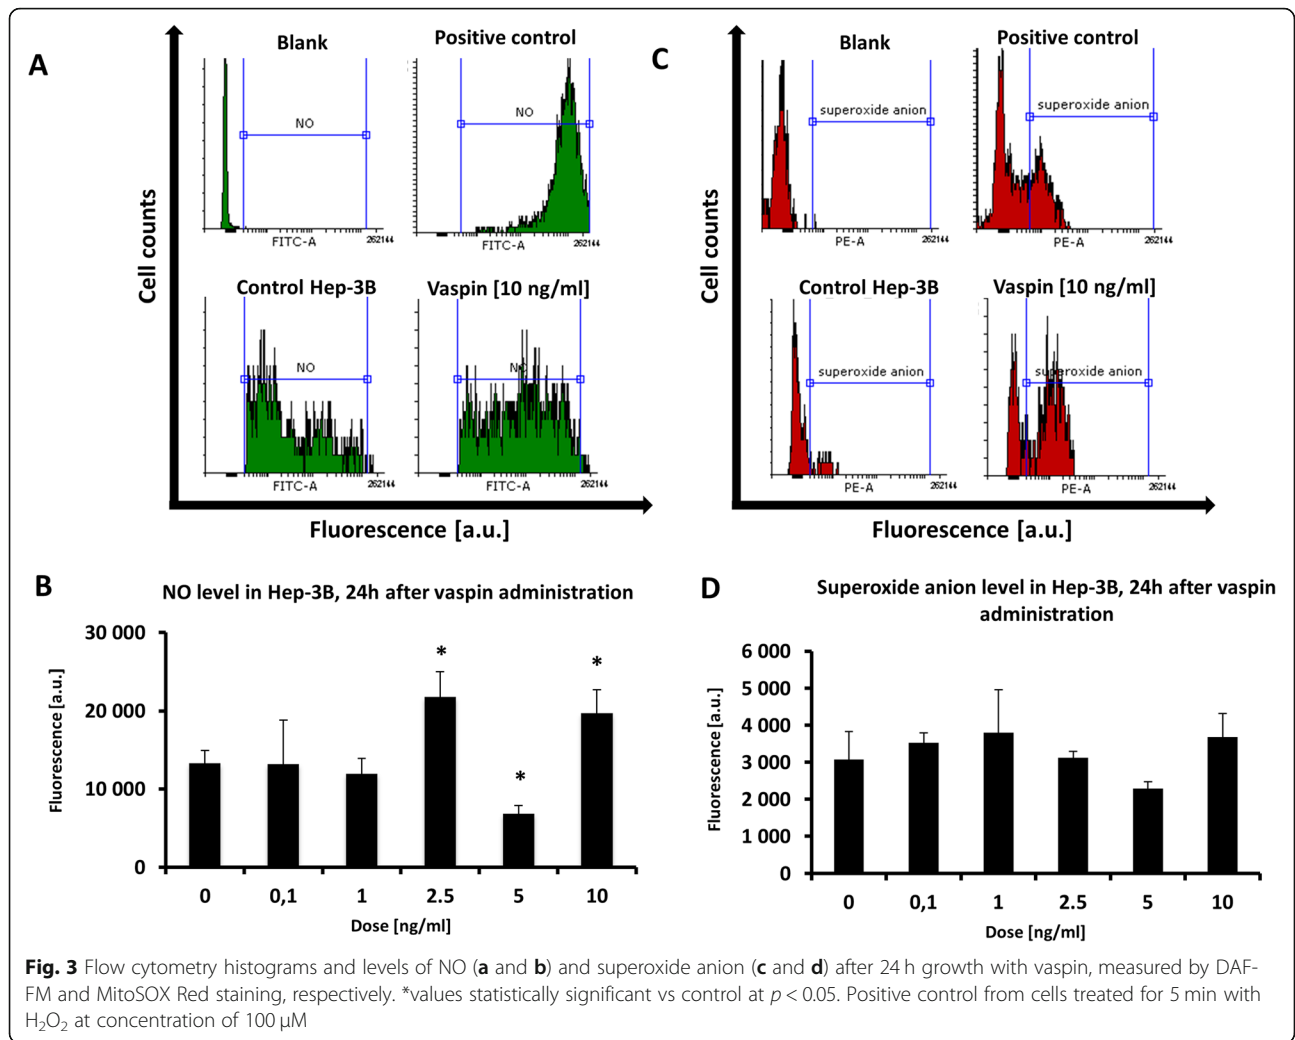 A
Blank
Positive control
NO
NO
FITC-A
262144
FITC-A
262144
Control Hep-3B
Vaspin [10 ng/ml]
NO
NO
FITC-A
262144
FITC-A
262144
Cell counts
Fluorescence [a.u.]
C
Blank
Positive control
superoxide anion
superoxide anion
PE-A
262144
PE-A
262144
Control Hep-3B
Vaspin [10 ng/ml]
superoxide anion
superoxide anion
PE-A
262144
PE-A
262144
Cell counts
Fluorescence [a.u.]
B
NO level in Hep-3B, 24h after vaspin administration
30 000
20 000
10 000
0
Fluorescence [a.u.]
* * *
0 0,1 1 2.5 5 10
Dose [ng/ml]
D
Superoxide anion level in Hep-3B, 24h after vaspin
administration
6 000
5 000
4 000
3 000
2 000
1 000
0
Fluorescence [a.u.]
0 0,1 1 2.5 5 10
Dose [ng/ml]
Fig. 3 Flow cytometry histograms and levels of NO (a and b) and superoxide anion (c and d) after 24 h growth with vaspin, measured by DAF-
FM and MitoSOX Red staining, respectively. *values statistically significant vs control at p < 0.05. Positive control from cells treated for 5 min with
H₂O₂ at concentration of 100 μM